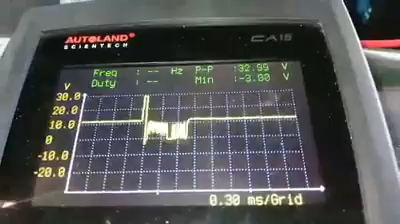 AUTOLAND®
SCIENTECH
CA15
Freq : -- Hz P-P :32.99 V
Duty : -- Min :-3.00 V
V
30.0
20.0
10.0
0
-10.0
-20.0
0.30 ms/Grid